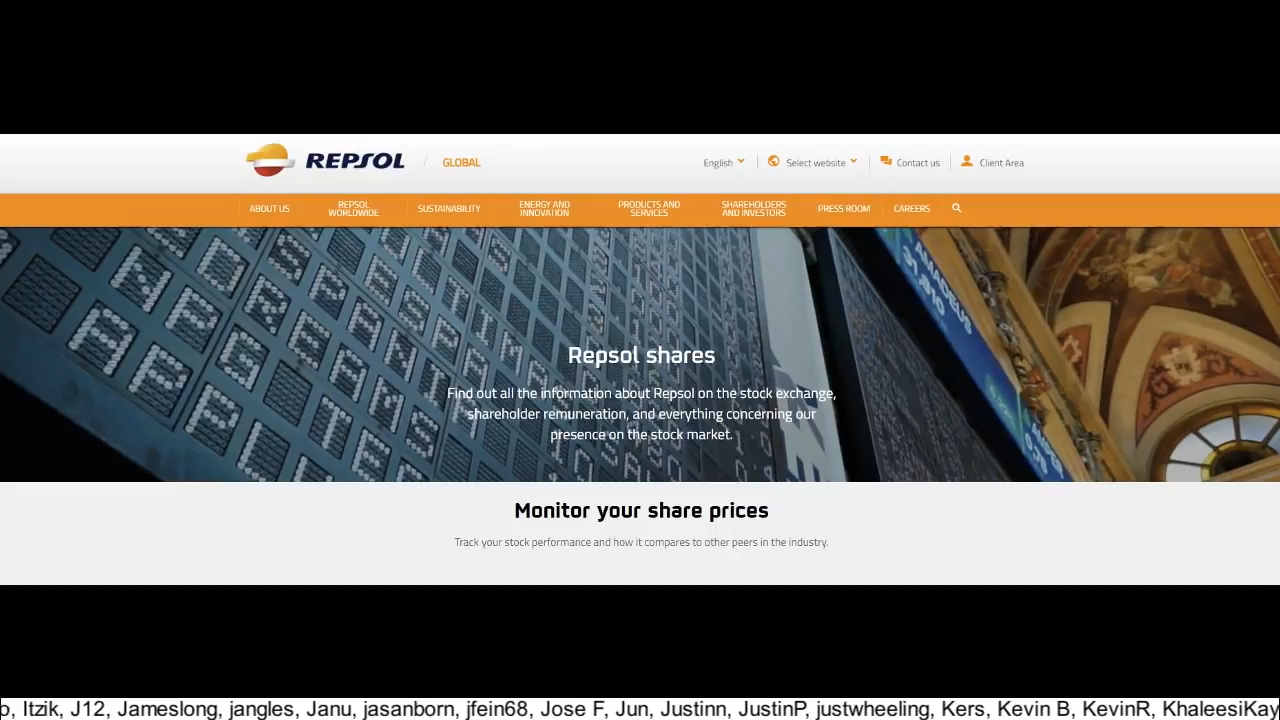 REPSOL / GLOBAL
English
Select website
Contact us
Client Area
ABOUT US
REPSOL
WORLDWIDE
SUSTAINABILITY
ENERGY AND
INNOVATION
PRODUCTS AND
SERVICES
SHAREHOLDERS
AND INVESTORS
PRESS ROOM
CAREERS
AMADEUS
31,910
Repsol shares
Find out all the information about Repsol on the stock exchange,
shareholder remuneration, and everything concerning our
presence on the stock market.
Monitor your share prices
Track your stock performance and how it compares to other peers in the industry.
o, Itzik, J12, Jameslong, jangles, Janu, jasanborn, jfein68, Jose F, Jun, Justinn, JustinP, justwheeling, Kers, Kevin B, KevinR, KhaleesiKay